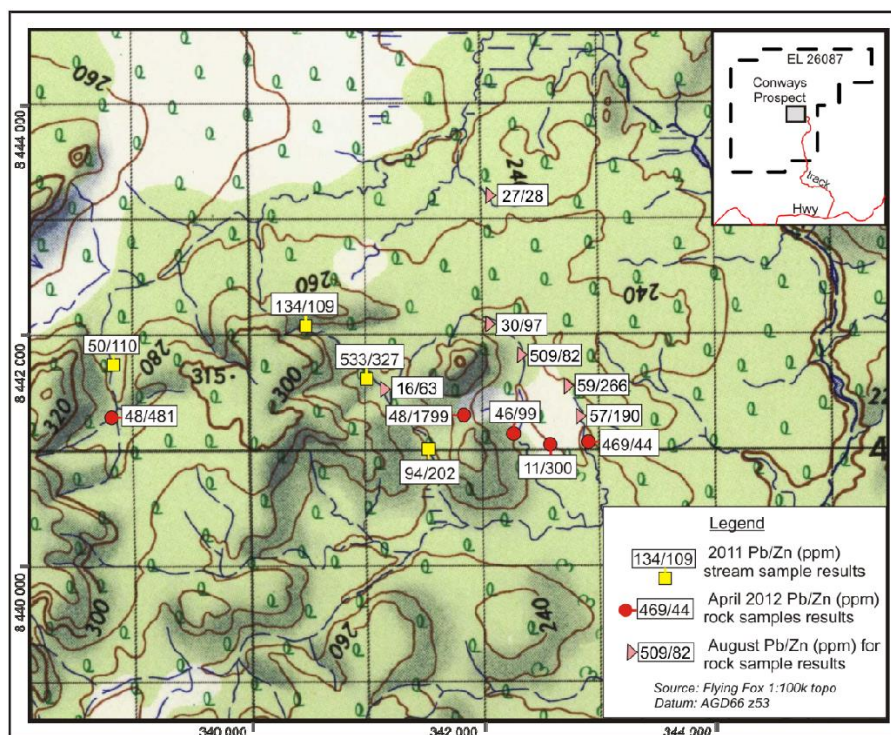 EL 26087
Conways
Prospect
track
Hwy
260
8 444 000
240
27/28
260
240
134/109
30/97
50/110
280
533/327
509/82
8 442 000
315
300
16/63
59/266
320
48/481
48/1799
46/99
57/190
469/44
94/202
11/300
Legend
134/109
2011 Pb/Zn (ppm)
stream sample results
469/44
April 2012 Pb/Zn (ppm)
rock samples results
509/82
August Pb/Zn (ppm) for
rock sample results
Source: Flying Fox 1:100k topo
Datum: AGD66 z53
8 440 000
300
240
260
340 000
342 000
344 000